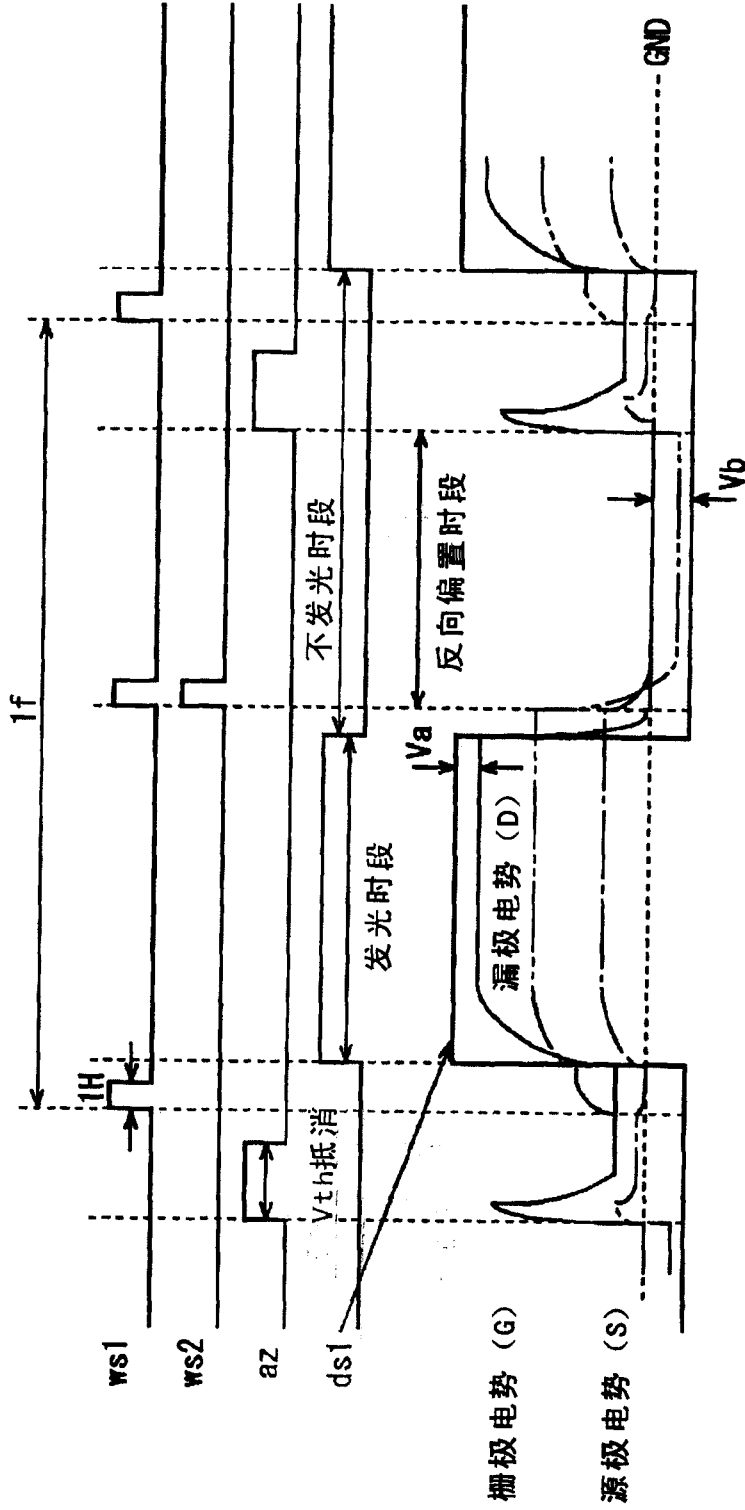 1f
ws1
1H
ws2
az
Vth抵消
ds1
发光时段
不发光时段
Va
反向偏置时段
漏极电势 (D)
栅极电势 (G)
源极电势 (S)
GND
Vb